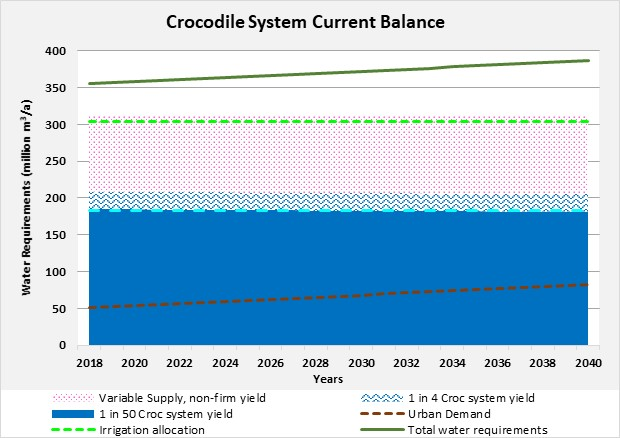 Crocodile System Current Balance
Water Requirements (million m³/a)
400
350
300
250
200
150
100
50
0
2018 2020 2022 2024 2026 2028 2030 2032 2034 2036 2038 2040
Years
Variable Supply, non-firm yield 1 in 4 Croc system yield
1 in 50 Croc system yield Urban Demand
Irrigation allocation Total water requirements